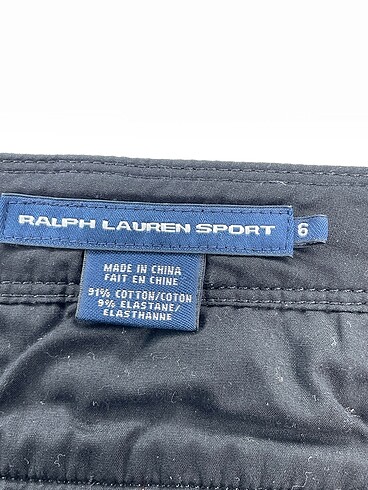 RALPH LAUREN SPORT 6
MADE IN CHINA
FAIT EN CHINE
91% COTTON/COTON
9% ELASTANE/
ELASTHANNE